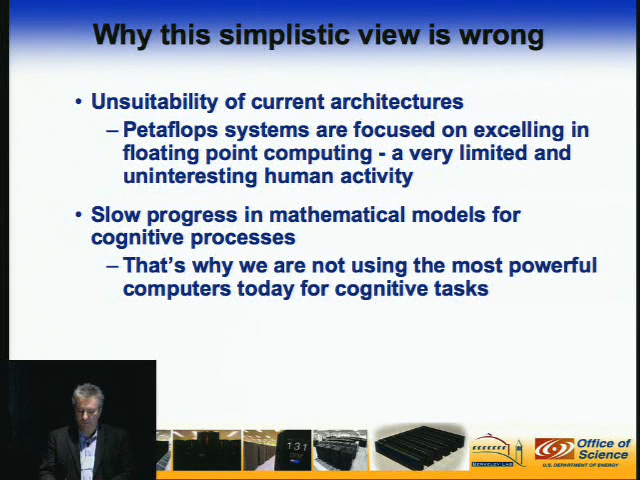 Why this simplistic view is wrong
• Unsuitability of current architectures
– Petaflops systems are focused on excelling in
floating point computing - a very limited and
uninteresting human activity
• Slow progress in mathematical models for
cognitive processes
– That's why we are not using the most powerful
computers today for cognitive tasks
131
BERKELEY LAB
Office of
Science
U.S. DEPARTMENT OF ENERGY